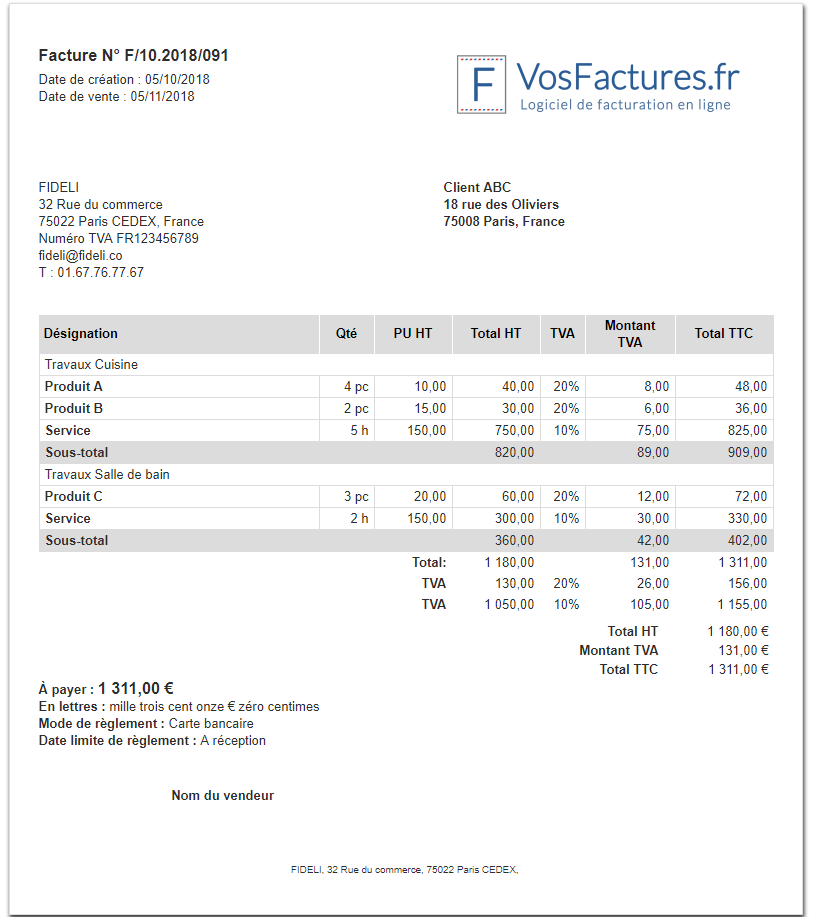 Facture N° F/10.2018/091
Date de création : 05/10/2018
Date de vente : 05/11/2018
F VosFactures.fr
Logiciel de facturation en ligne
FIDELI
32 Rue du commerce
75022 Paris CEDEX, France
Numéro TVA FR123456789
fideli@fideli.co
T : 01.67.76.77.67
Client ABC
18 rue des Oliviers
75008 Paris, France
Désignation Qté PU HT Total HT TVA Montant TVA Total TTC
Travaux Cuisine
Produit A 4 pc 10,00 40,00 20% 8,00 48,00
Produit B 2 pc 15,00 30,00 20% 6,00 36,00
Service 5 h 150,00 750,00 10% 75,00 825,00
Sous-total 820,00 89,00 909,00
Travaux Salle de bain
Produit C 3 pc 20,00 60,00 20% 12,00 72,00
Service 2 h 150,00 300,00 10% 30,00 330,00
Sous-total 360,00 42,00 402,00
Total: 1 180,00 131,00 1 311,00
TVA 130,00 20% 26,00 156,00
TVA 1 050,00 10% 105,00 1 155,00
Total HT 1 180,00 €
Montant TVA 131,00 €
Total TTC 1 311,00 €
À payer : 1 311,00 €
En lettres : mille trois cent onze € zéro centimes
Mode de règlement : Carte bancaire
Date limite de règlement : A réception
Nom du vendeur
FIDELI, 32 Rue du commerce, 75022 Paris CEDEX,